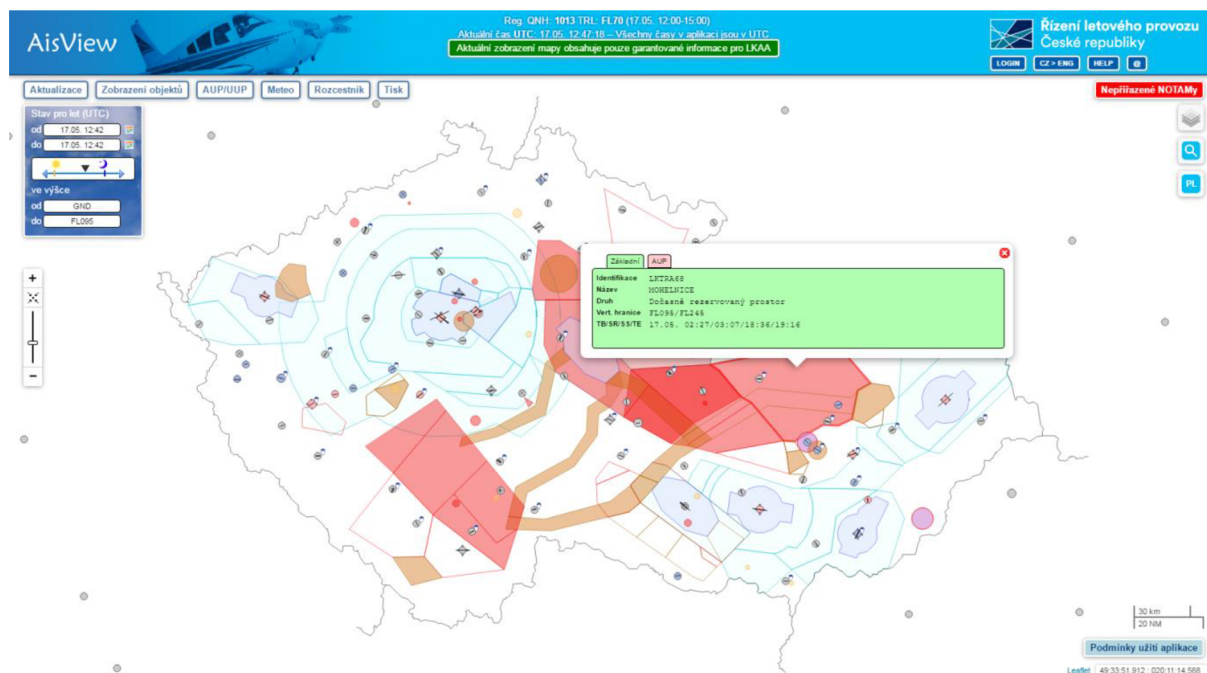 AisView
Reg. QNH: 1013 TRL: FL70 (17.05. 12:00-15:00)
Aktuální čas UTC: 17.05. 12:47:18 – Všechny časy v aplikaci jsou v UTC
Aktuální zobrazení mapy obsahuje pouze garantované informace pro LKAA
Řízení letového provozu
České republiky
LOGIN CZ > ENG HELP @
Aktualizace Zobrazení objektů AUP/UUP Meteo Rozcestník Tisk
Nepřiřazené NOTAMy
Stav pro let (UTC)
od 17.05. 12:42
do 17.05. 12:42
ve výšce
od GND
do FL095
PL
+
−
Základní AUP
Identifikace LKTRA68
Název MOHELNICE
Druh Dočasně rezervovaný prostor
Vert. hranice FL095/FL245
TB/SR/SS/TE 17.05. 02:27/03:07/18:36/19:16
30 km
20 NM
Podmínky užití aplikace
Leaflet 49:33:51.912 : 020:11:14.568